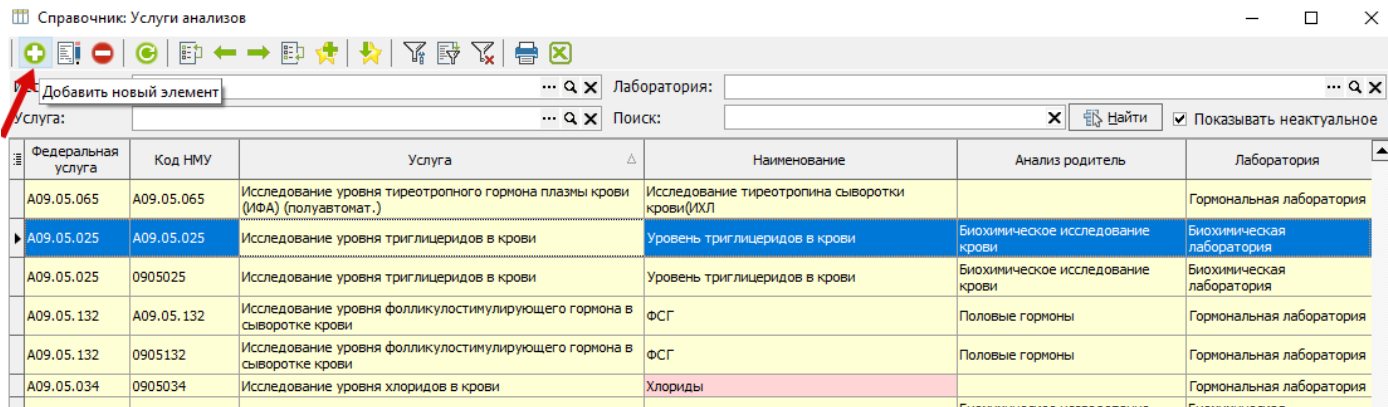 Справочник: Услуги анализов
Добавить новый элемент
Лаборатория:
Услуга:
Поиск:
Найти
Показывать неактуальное
Федеральная услуга
Код НМУ
Услуга
Наименование
Анализ родитель
Лаборатория
A09.05.065
A09.05.065
Исследование уровня тиреотропного гормона плазмы крови
(ИФА) (полуавтомат.)
Исследование тиреотропина сыворотки
крови(ИХЛ
Гормональная лаборатория
A09.05.025
A09.05.025
Исследование уровня триглицеридов в крови
Уровень триглицеридов в крови
Биохимическое исследование
крови
Биохимическая
лаборатория
A09.05.025
0905025
Исследование уровня триглицеридов в крови
Уровень триглицеридов в крови
Биохимическое исследование
крови
Биохимическая
лаборатория
A09.05.132
A09.05.132
Исследование уровня фолликулостимулирующего гормона в
сыворотке крови
ФСГ
Половые гормоны
Гормональная лаборатория
A09.05.132
0905132
Исследование уровня фолликулостимулирующего гормона в
сыворотке крови
ФСГ
Половые гормоны
Гормональная лаборатория
A09.05.034
0905034
Исследование уровня хлоридов в крови
Хлориды
Гормональная лаборатория